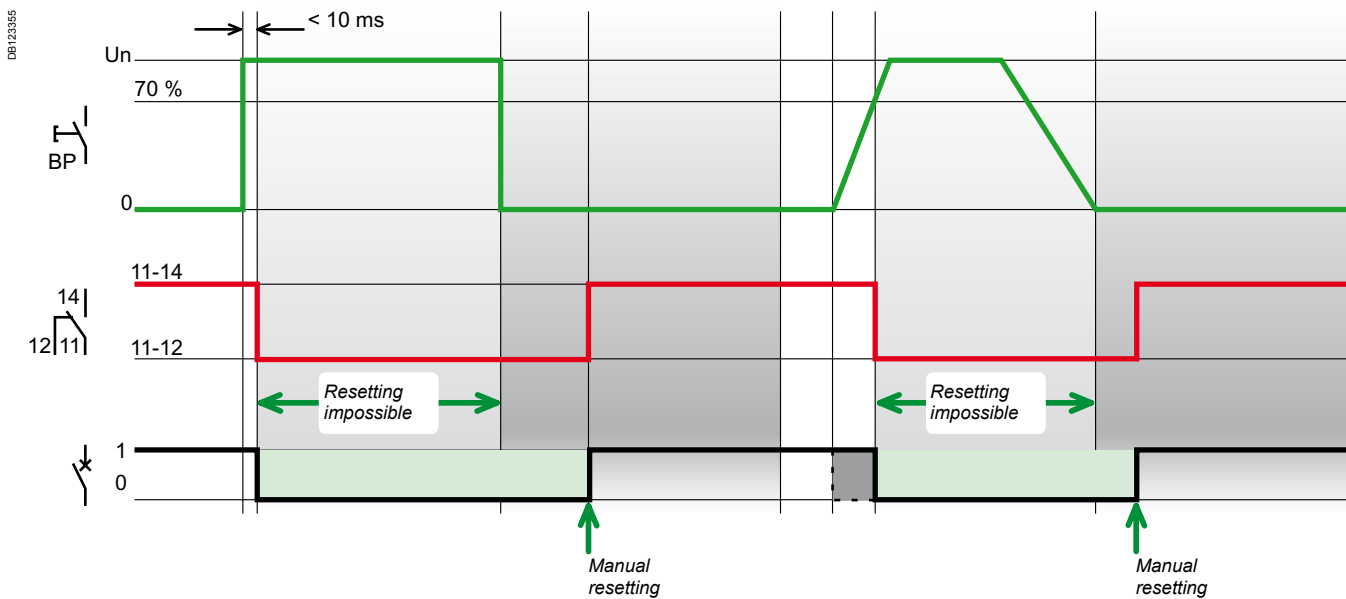 DB123355
< 10 ms
Un
70 %
BP
0
11-14
14
12 11
11-12
Resetting
impossible
Resetting
impossible
1
0
Manual
resetting
Manual
resetting